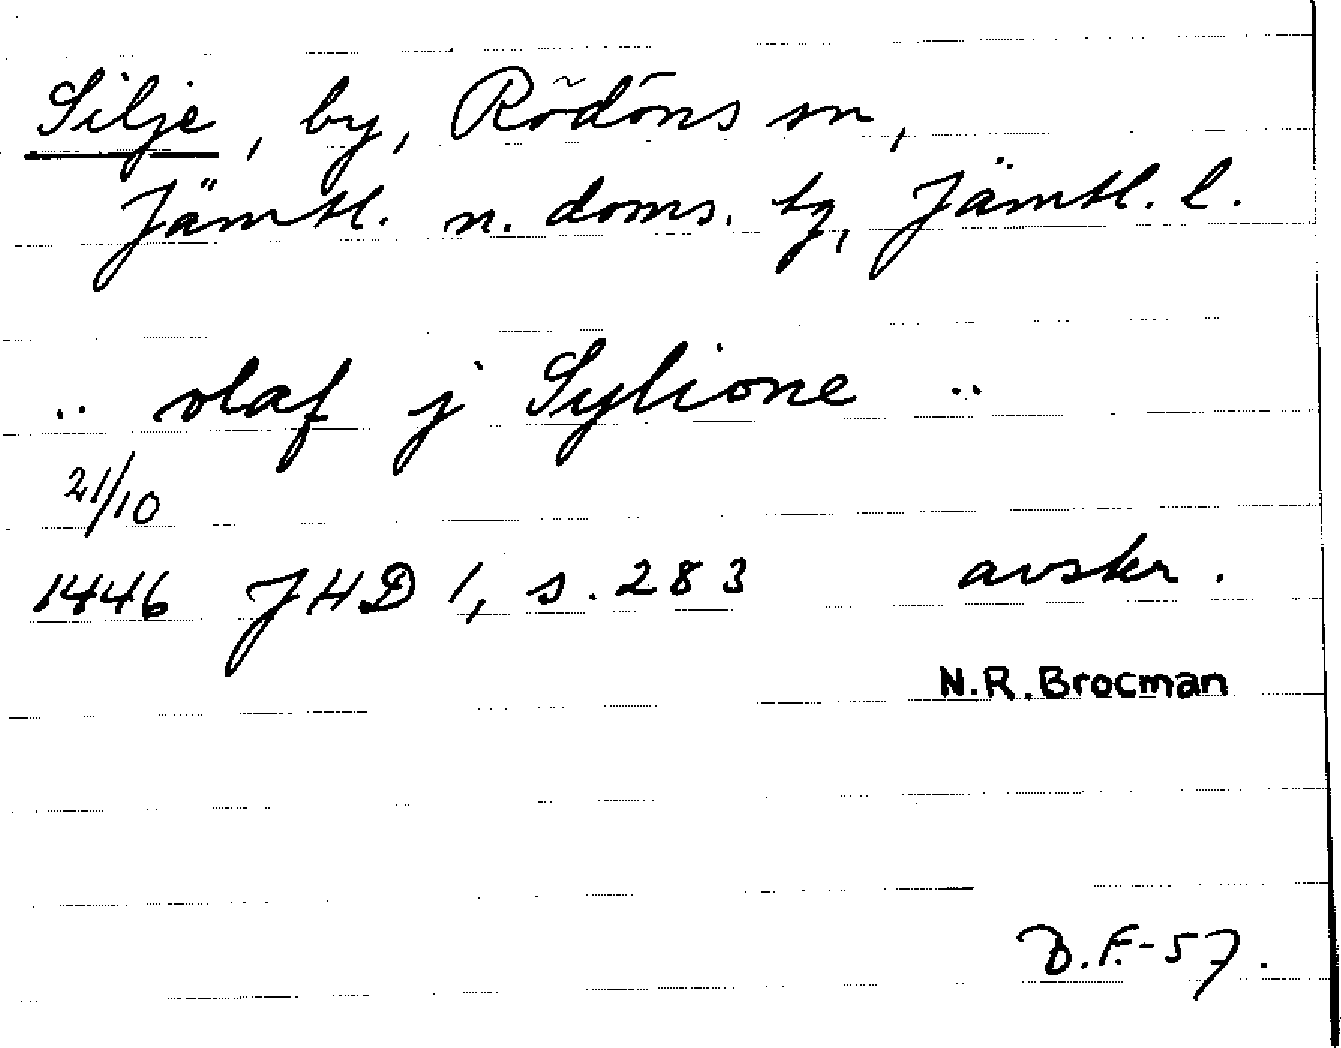 Silje, by, Rödöns sn,
Jämtl. n. doms. tg, Jämtl. l.
.. olaf j Sylione ..
21/10
1446 JHD 1, s. 283 avskr.
N.R. Brocman
D.F.-57.